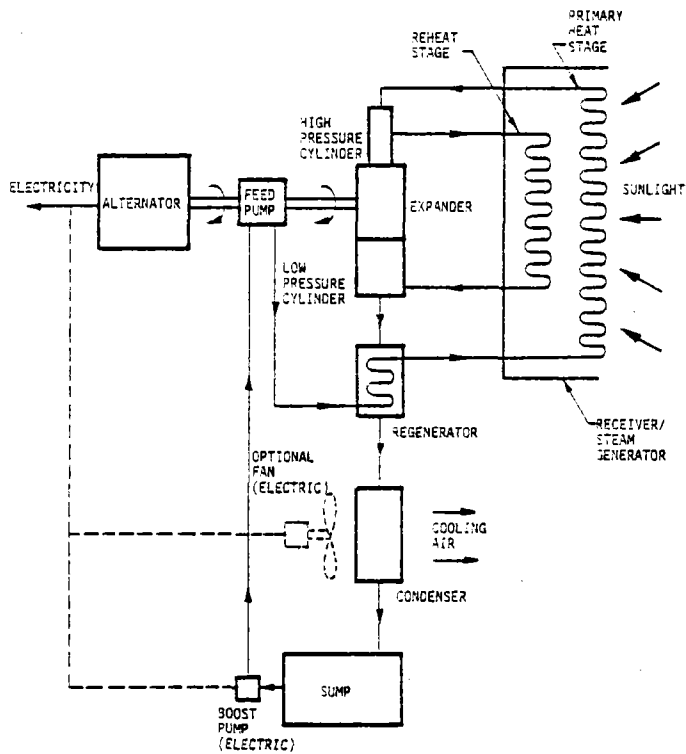 PRIMARY
HEAT
STAGE
REHEAT
STAGE
HIGH
PRESSURE
CYLINDER
SUNLIGHT
ELECTRICITY
ALTERNATOR
FEED
PUMP
EXPANDER
LOW
PRESSURE
CYLINDER
REGENERATOR
RECEIVER/
STEAM
GENERATOR
OPTIONAL
FAN
(ELECTRIC)
COOLING
AIR
CONDENSER
SUMP
BOOST
PUMP
(ELECTRIC)